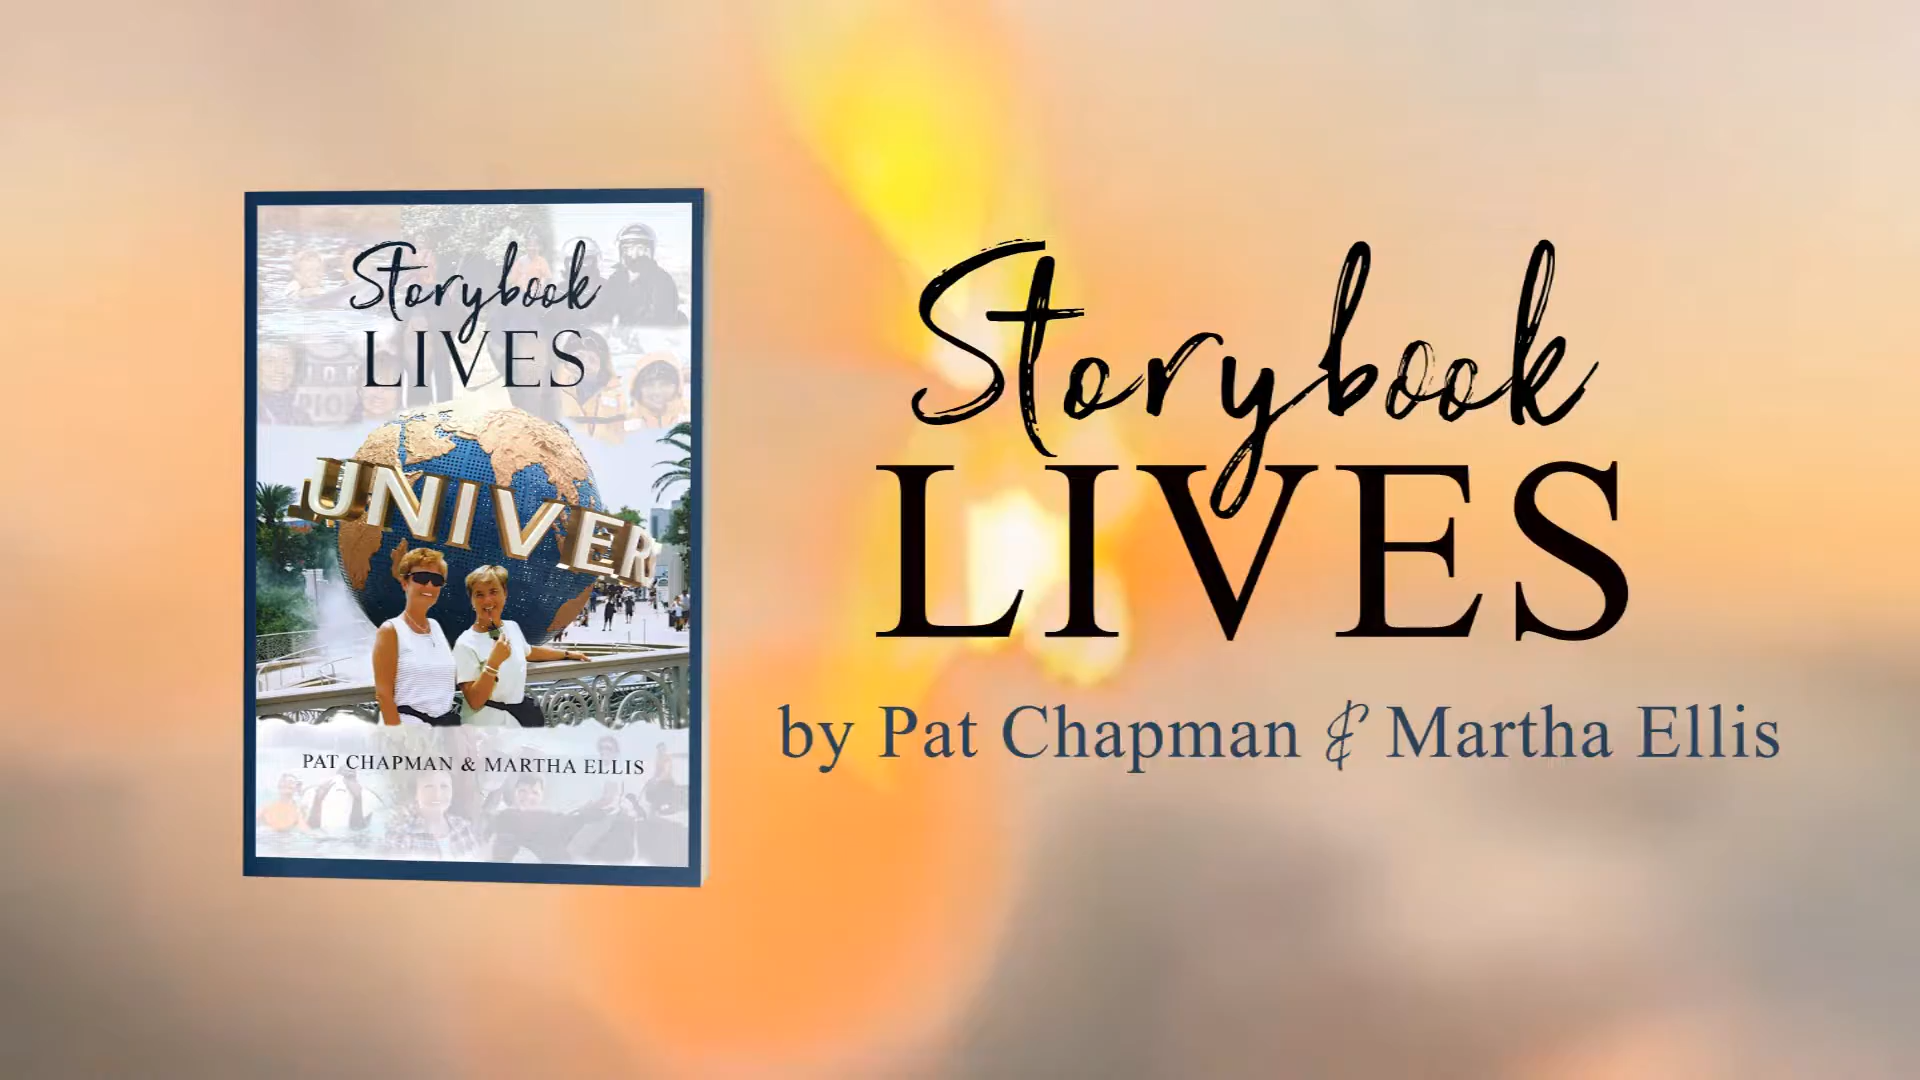 Storybook
LIVES
UNIVER
PAT CHAPMAN & MARTHA ELLIS
Storybook
LIVES
by Pat Chapman & Martha Ellis